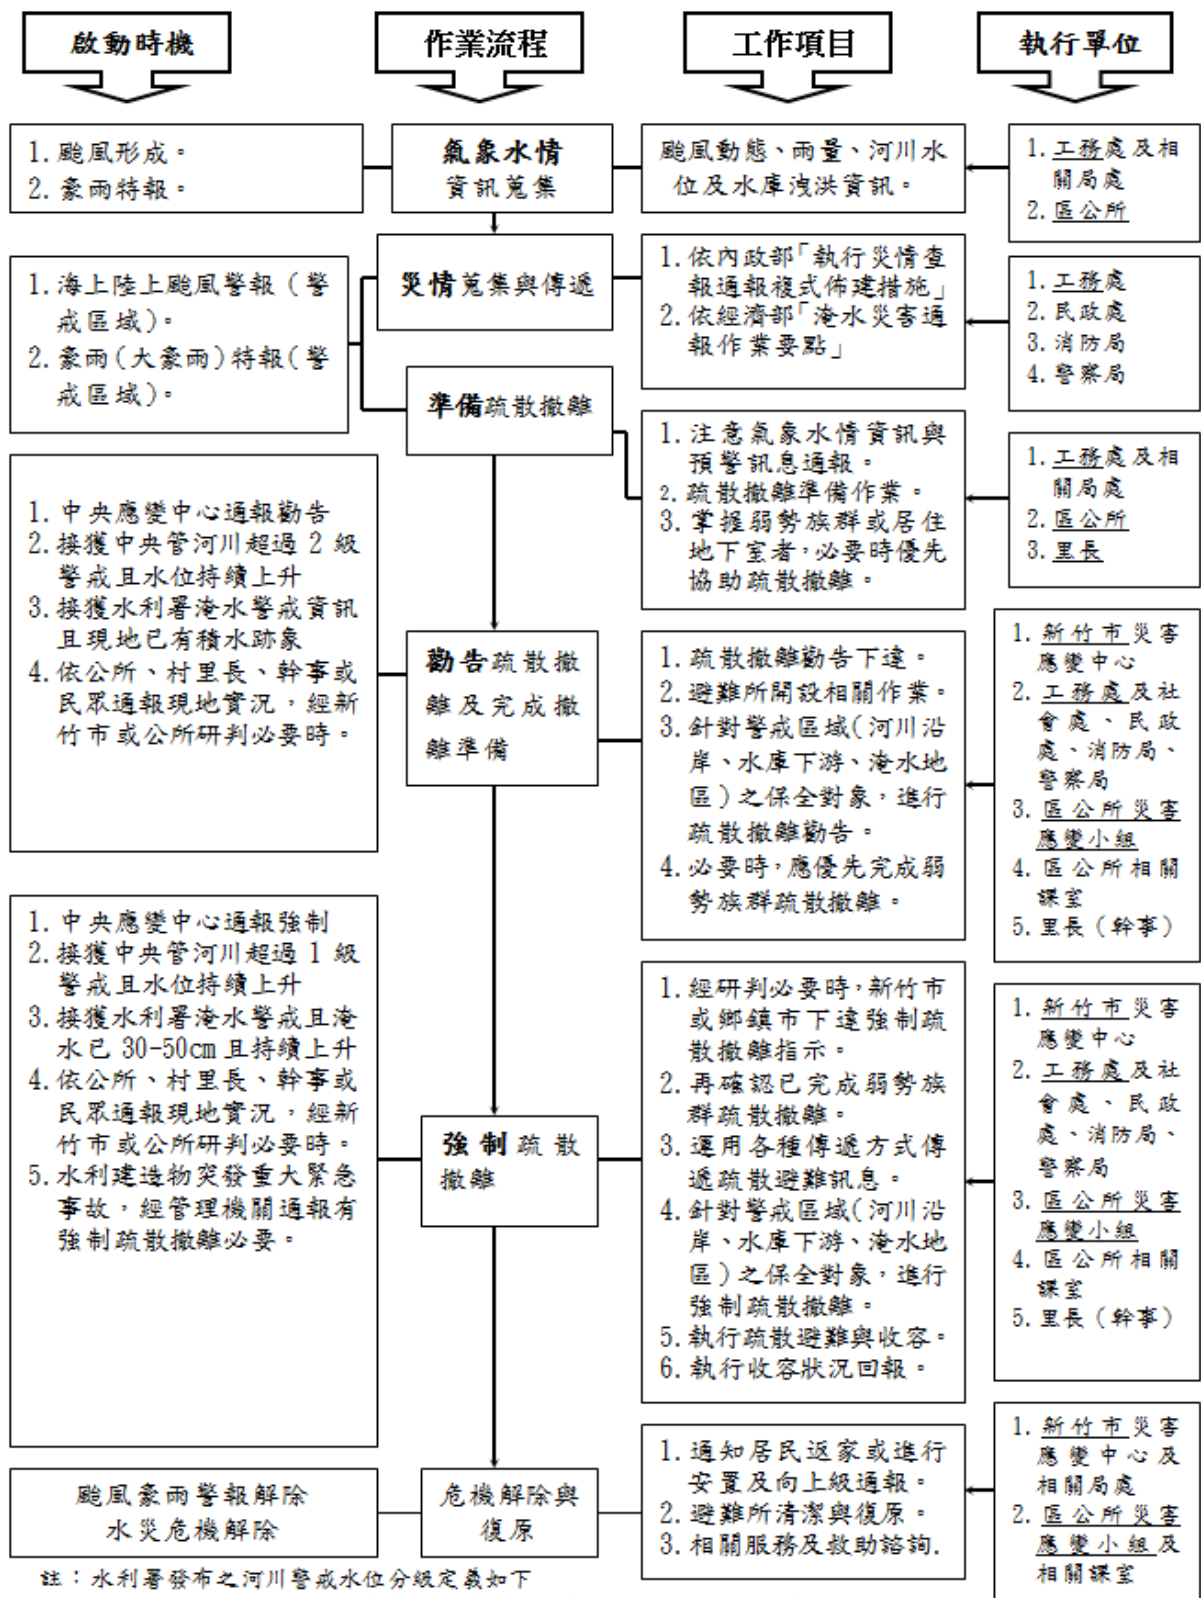 啟動時機
作業流程
工作項目
執行單位
1. 颱風形成。
2. 豪雨特報。
氣象水情
資訊蒐集
颱風動態、雨量、河川水
位及水庫洩洪資訊。
1. 工務處及相
關局處
2. 區公所
1. 海上陸上颱風警報（警
戒區域）。
2. 豪雨（大豪雨）特報（警
戒區域）。
災情蒐集與傳遞
1. 依內政部「執行災情查
報通報複式佈建措施」
2. 依經濟部「淹水災害通
報作業要點」
1. 工務處
2. 民政處
3. 消防局
4. 警察局
準備疏散撤離
1. 注意氣象水情資訊與
預警訊息通報。
2. 疏散撤離準備作業。
3. 掌握弱勢族群或居住
地下室者，必要時優先
協助疏散撤離。
1. 工務處及相
關局處
2. 區公所
3. 里長
1. 中央應變中心通報勸告
2. 接獲中央管河川超過 2 級
警戒且水位持續上升
3. 接獲水利署淹水警戒資訊
且現地已有積水跡象
4. 依公所、村里長、幹事或
民眾通報現地實況，經新
竹市或公所研判必要時。
勸告疏散撤
離及完成撤
離準備
1. 疏散撤離勸告下達。
2. 避難所開設相關作業。
3. 針對警戒區域（河川沿
岸、水庫下游、淹水地
區）之保全對象，進行
疏散撤離勸告。
4. 必要時，應優先完成弱
勢族群疏散撤離。
1. 新竹市災害
應變中心
2. 工務處及社
會處、民政
處、消防局、
警察局
3. 區公所災害
應變小組
4. 區公所相關
課室
5. 里長（幹事）
1. 中央應變中心通報強制
2. 接獲中央管河川超過 1 級
警戒且水位持續上升
3. 接獲水利署淹水警戒且淹
水已 30-50cm 且持續上升
4. 依公所、村里長、幹事或
民眾通報現地實況，經新
竹市或公所研判必要時。
5. 水利建造物突發重大緊急
事故，經管理機關通報有
強制疏散撤離必要。
強制疏散
撤離
1. 經研判必要時，新竹市
或鄉鎮市下達強制疏
散撤離指示。
2. 再確認已完成弱勢族
群疏散撤離。
3. 運用各種傳遞方式傳
遞疏散避難訊息。
4. 針對警戒區域（河川沿
岸、水庫下游、淹水地
區）之保全對象，進行
強制疏散撤離。
5. 執行疏散避難與收容。
6. 執行收容狀況回報。
1. 新竹市災害
應變中心
2. 工務處及社
會處、民政
處、消防局、
警察局
3. 區公所災害
應變小組
4. 區公所相關
課室
5. 里長（幹事）
颱風豪雨警報解除
水災危機解除
危機解除與
復原
1. 通知居民返家或進行
安置及向上級通報。
2. 避難所清潔與復原。
3. 相關服務及救助諮詢.
1. 新竹市災害
應變中心及
相關局處
2. 區公所災害
應變小組及
相關課室
註：水利署發布之河川警戒水位分級定義如下